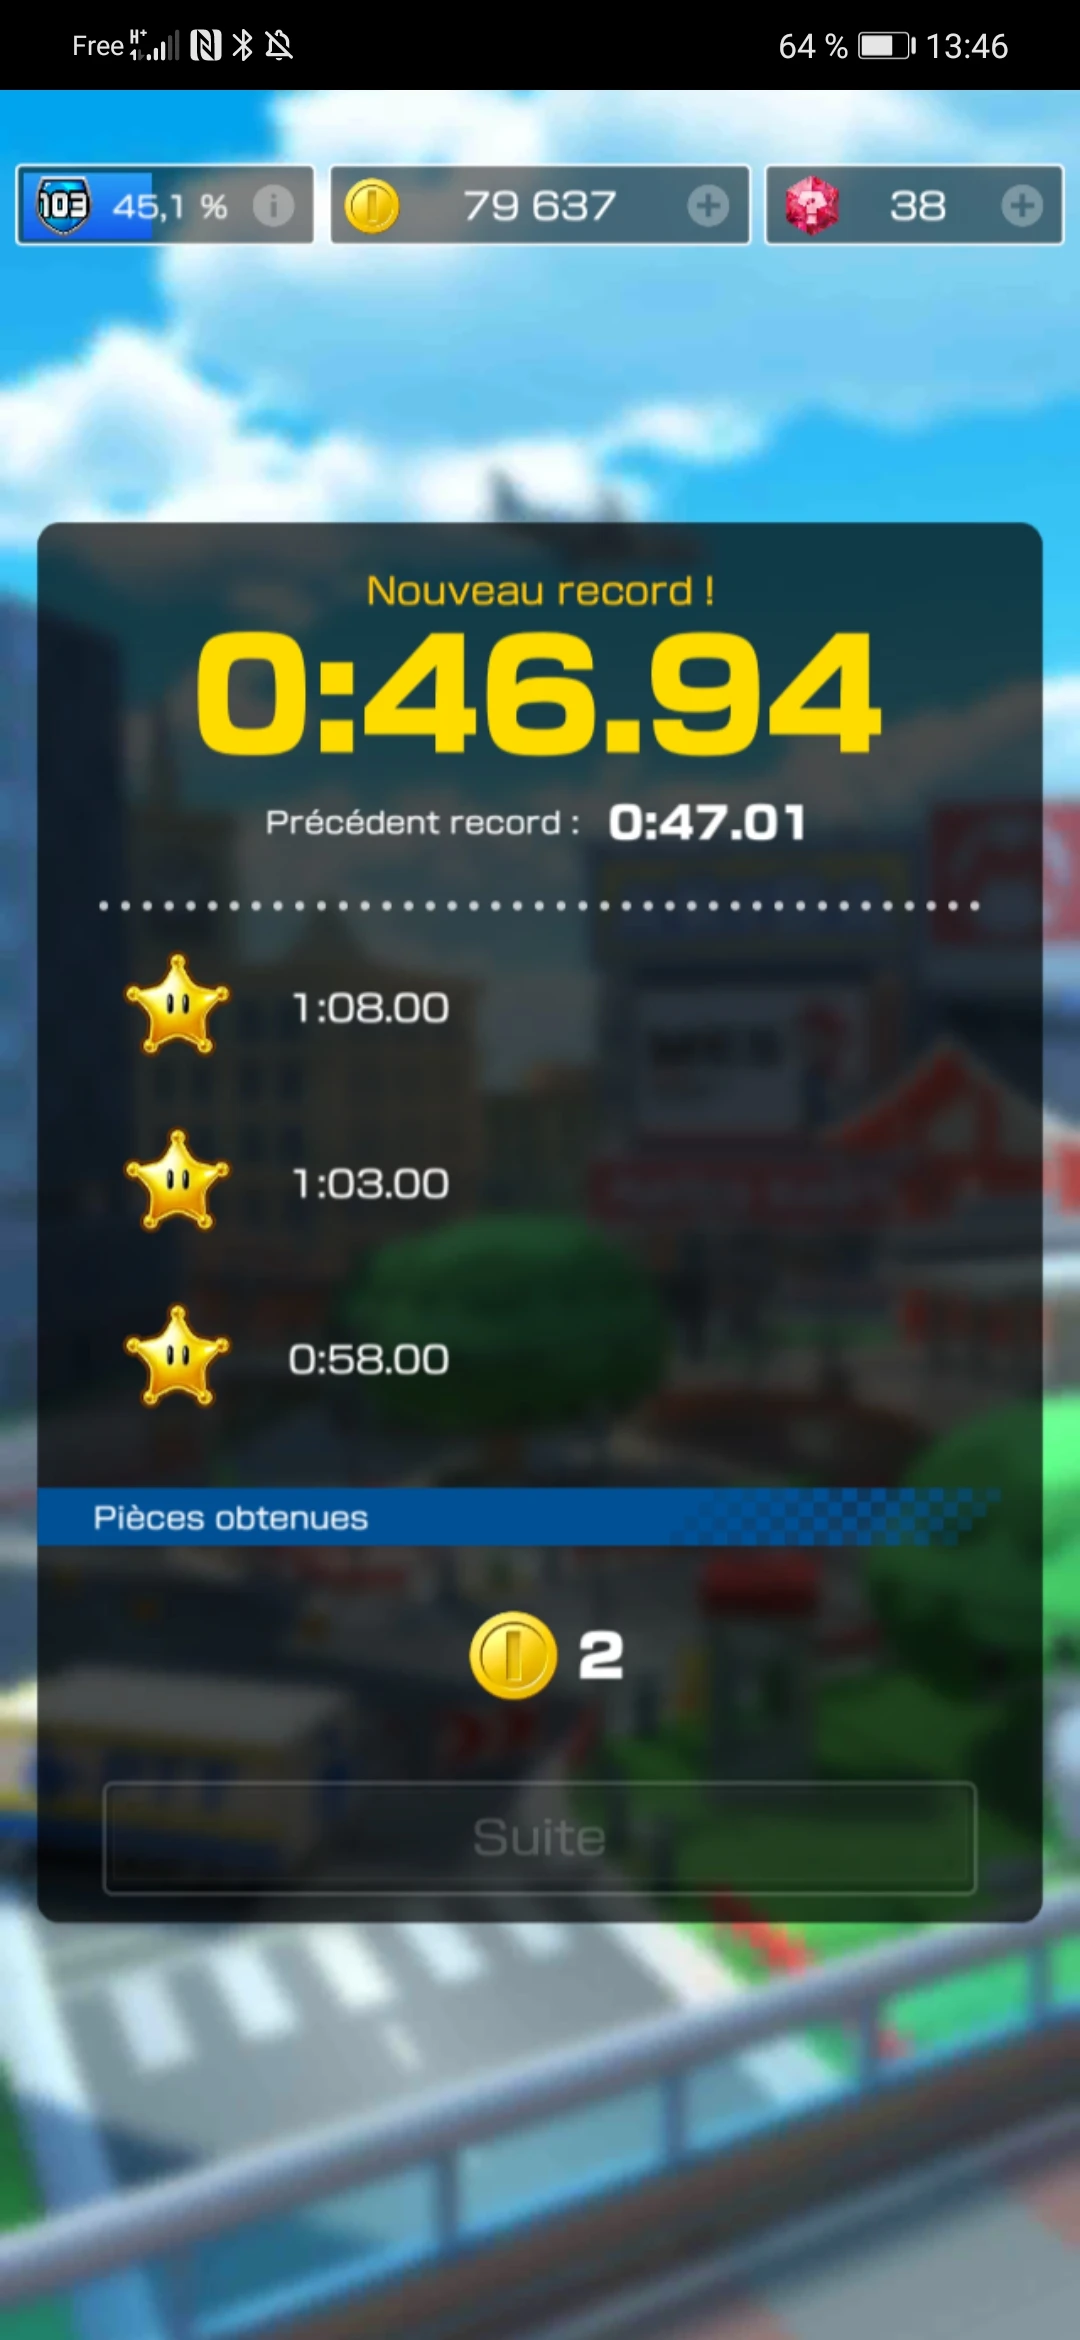 Free H+ 64 % 13:46
103 45,1 % 79 637 38
Nouveau record !
0:46.94
Précédent record : 0:47.01
1:08.00
1:03.00
0:58.00
Pièces obtenues
2
Suite